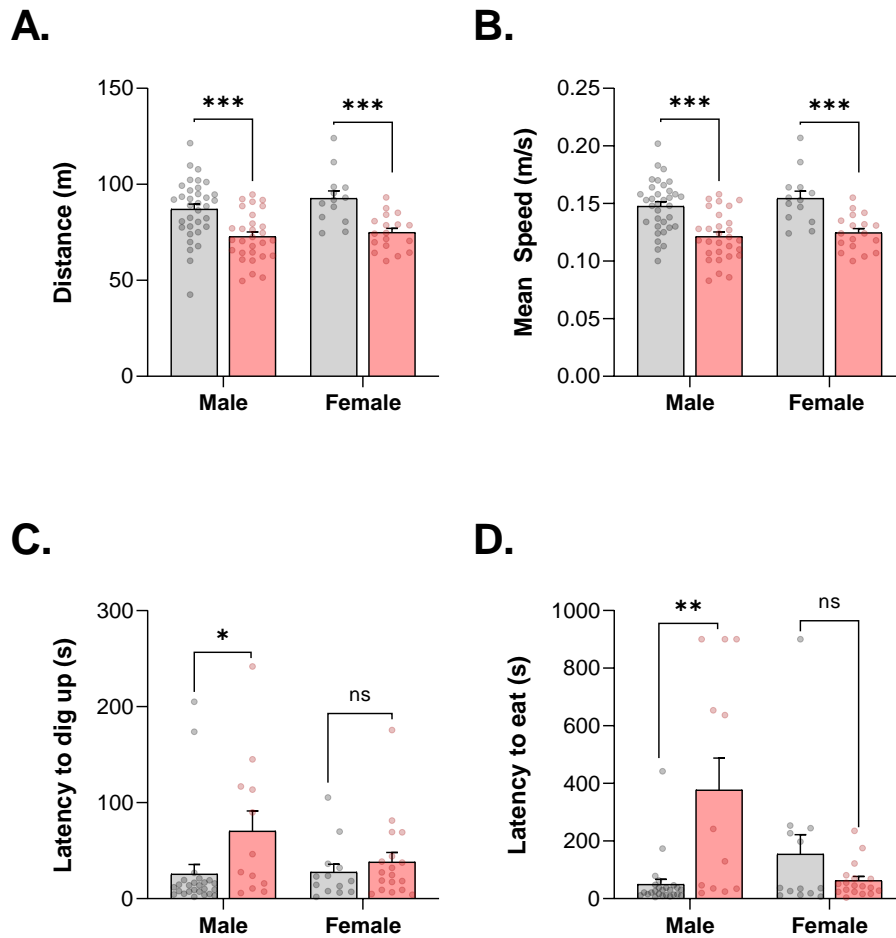 A.
B.
Distance (m)
150
100
50
0
***
***
Male
Female
Mean Speed (m/s)
0.25
0.20
0.15
0.10
0.05
0.00
***
***
Male
Female
C.
D.
Latency to dig up (s)
300
200
100
0
*
ns
Male
Female
Latency to eat (s)
1000
800
600
400
200
0
**
ns
Male
Female